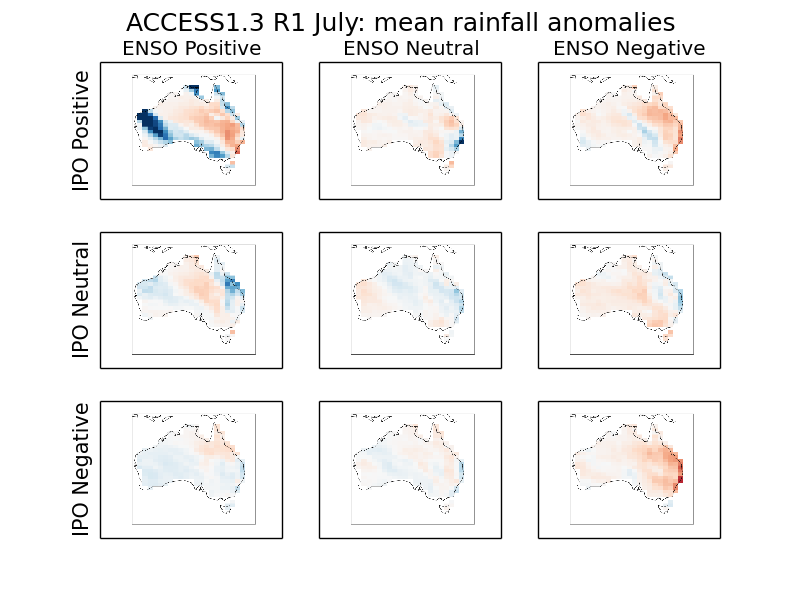 ACCESS1.3 R1 July: mean rainfall anomalies
ENSO Positive
ENSO Neutral
ENSO Negative
IPO Positive
IPO Neutral
IPO Negative